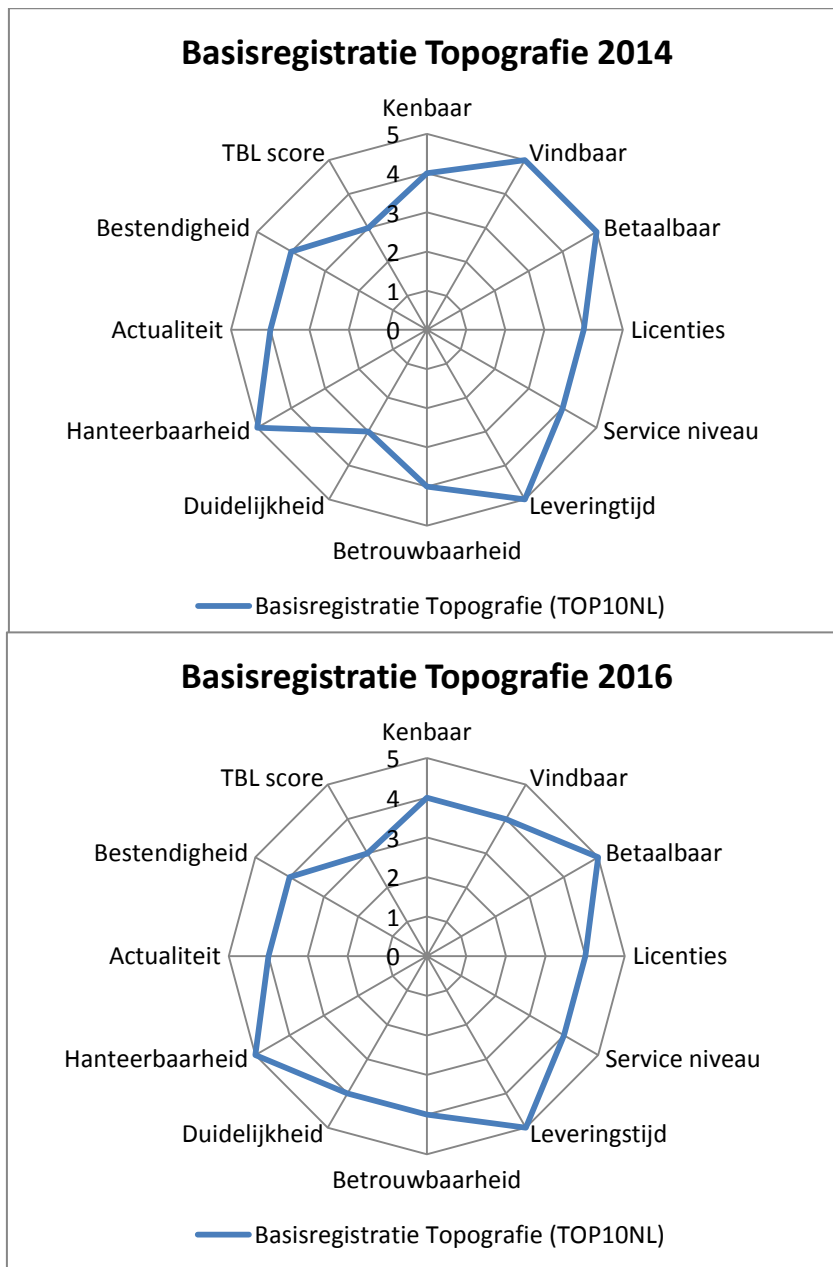 Basisregistratie Topografie 2014
Kenbaar
TBL score
5
Vindbaar
4
Bestendigheid
3
Betaalbaar
2
1
Actualiteit
0
Licenties
Hanteerbaarheid
Service niveau
Duidelijkheid
Leveringtijd
Betrouwbaarheid
Basisregistratie Topografie (TOP10NL)
Basisregistratie Topografie 2016
Kenbaar
TBL score
5
Vindbaar
4
Bestendigheid
3
Betaalbaar
2
1
Actualiteit
0
Licenties
Hanteerbaarheid
Service niveau
Duidelijkheid
Leveringstijd
Betrouwbaarheid
Basisregistratie Topografie (TOP10NL)